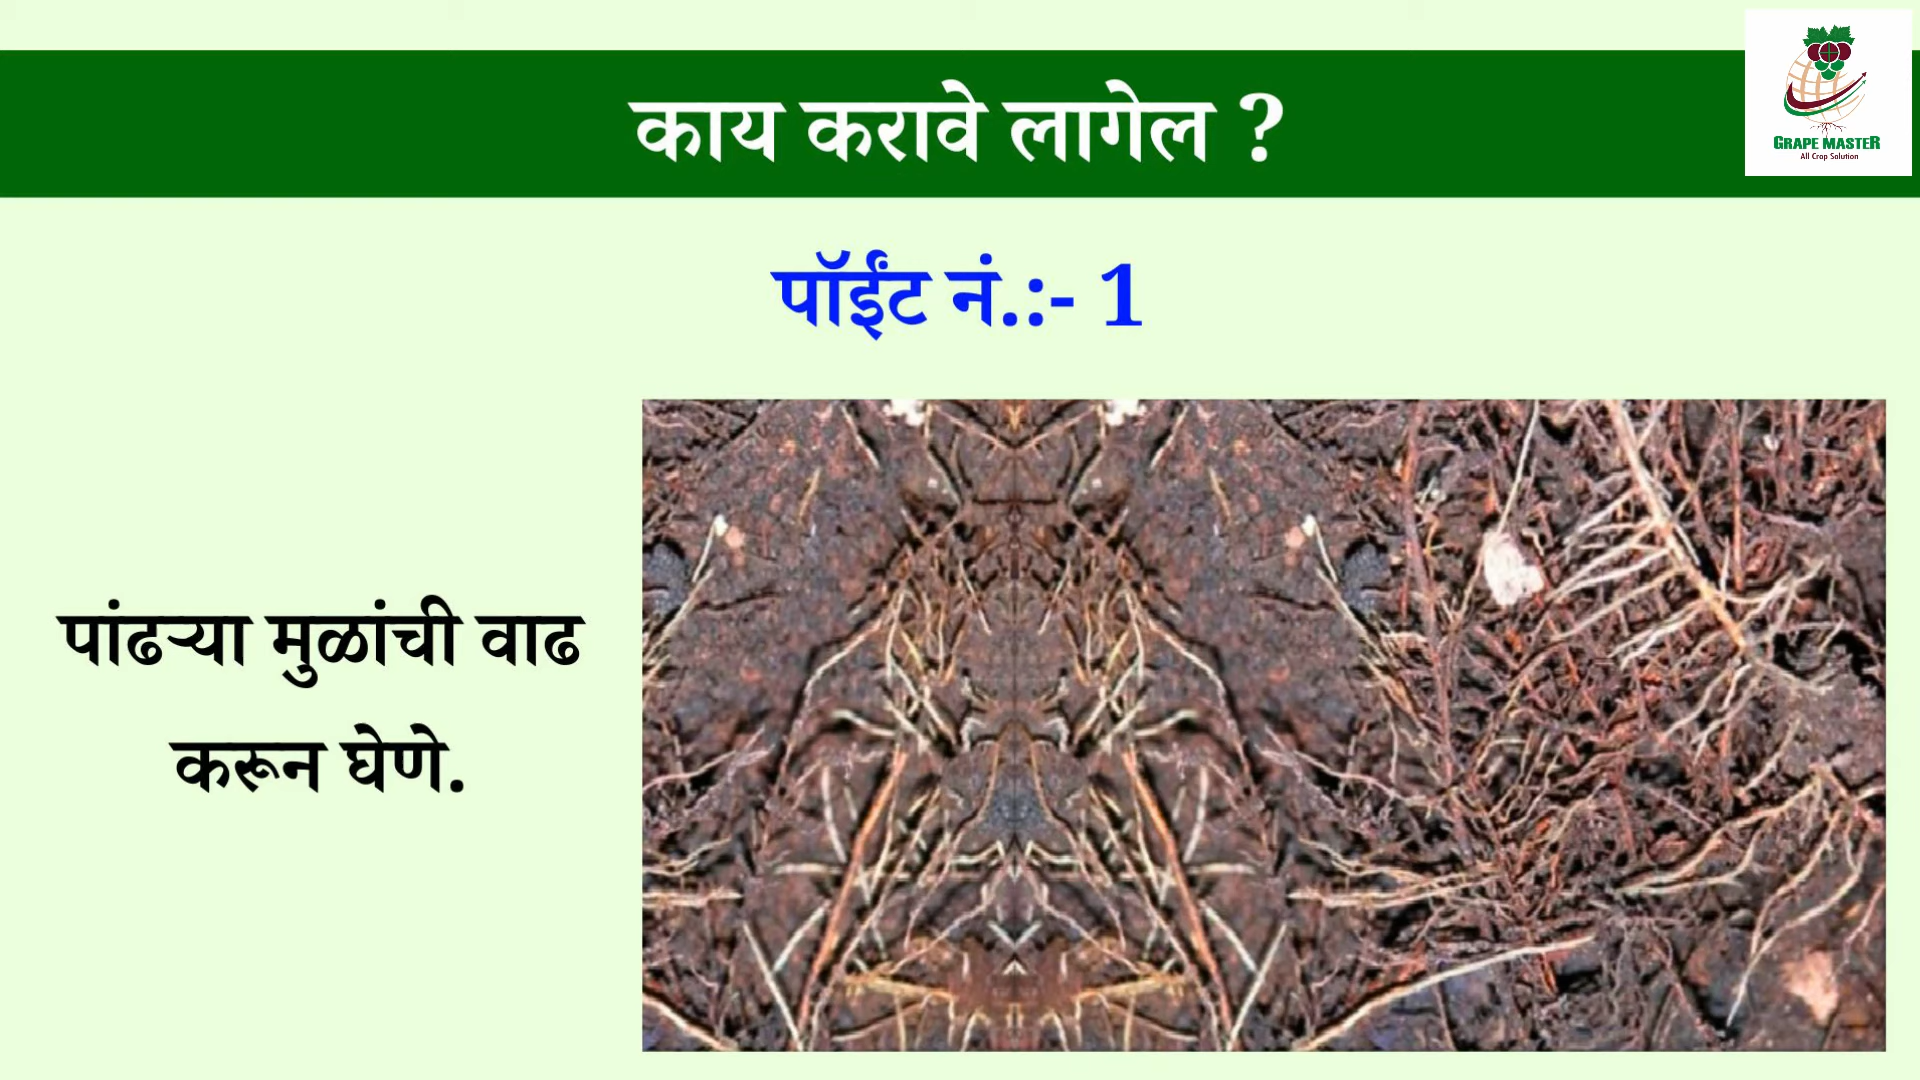 काय करावे लागेल ?
GRAPE MASTER
All Crop Solution
पॉईंट नं.:- 1
पांढऱ्या मुळांची वाढ
करून घेणे.